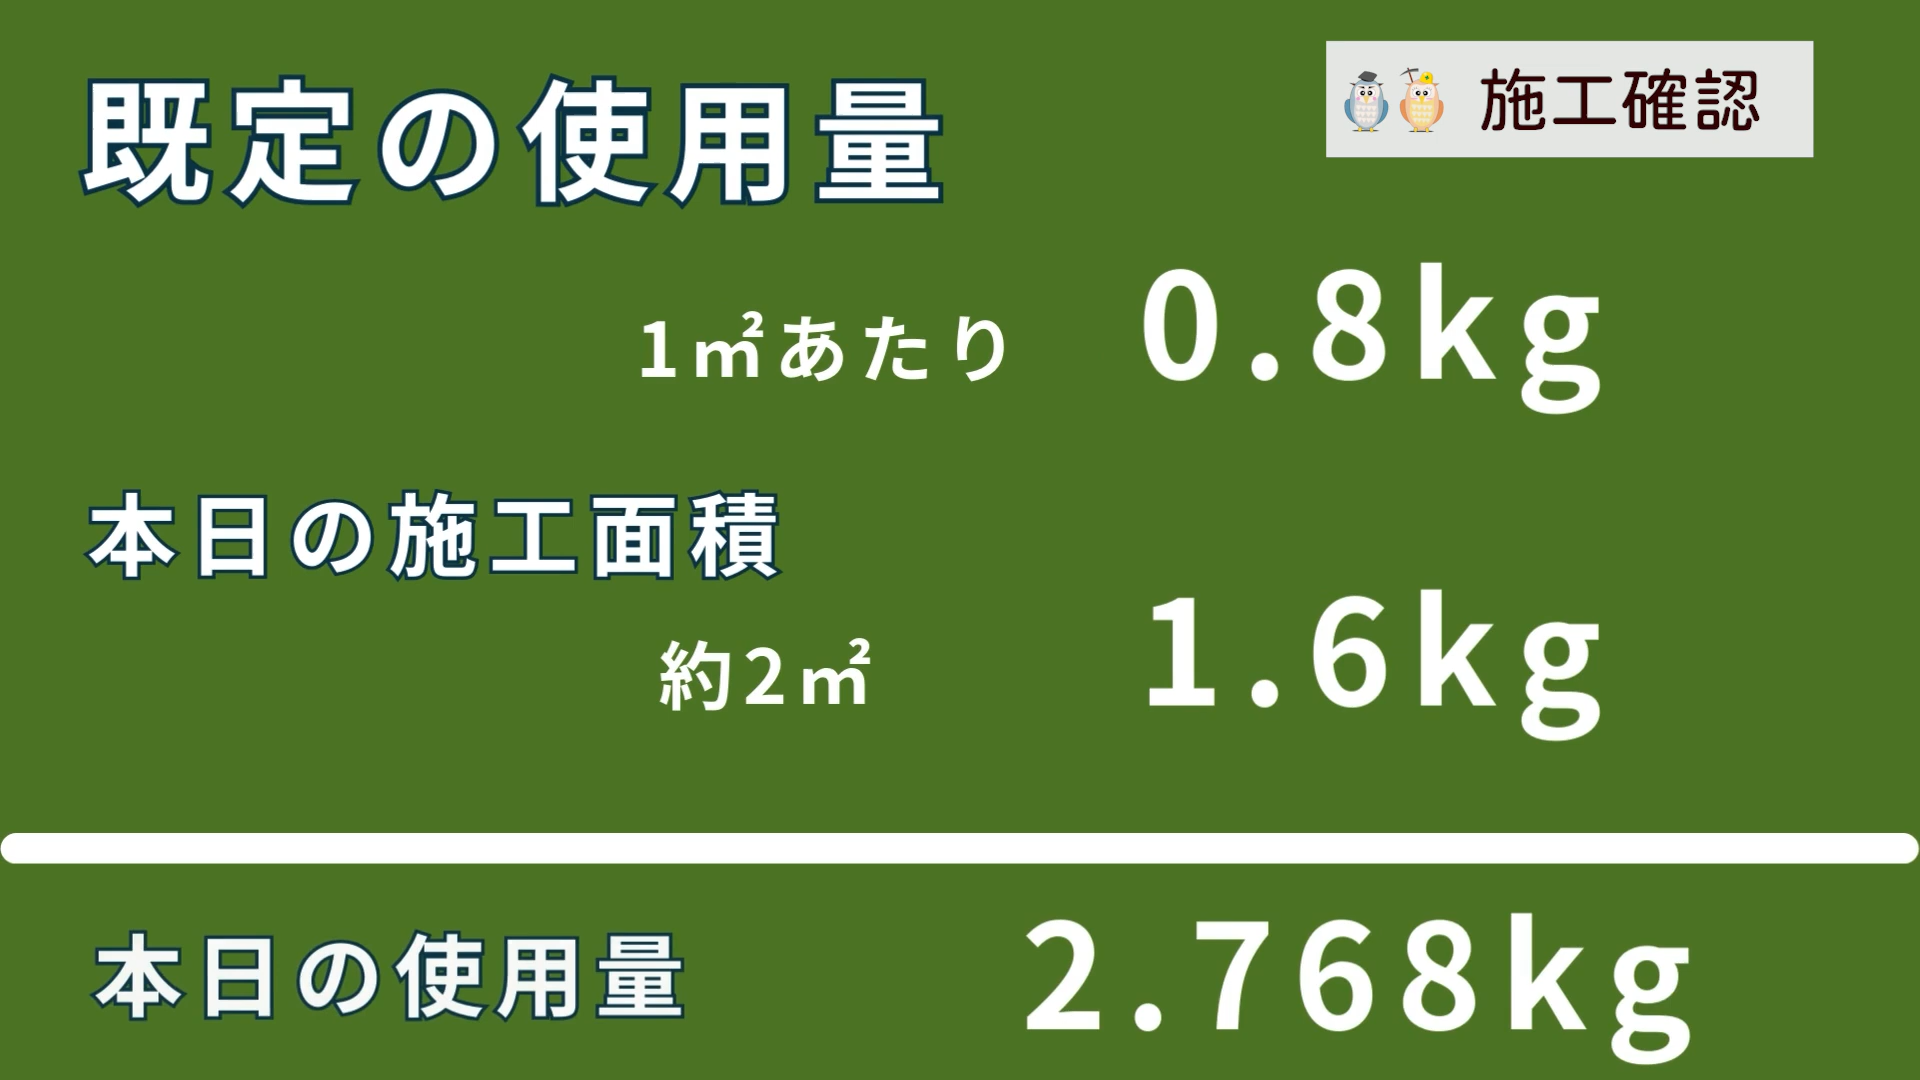 既定の使用量
施工確認
1㎡あたり 0.8kg
本日の施工面積
約2㎡ 1.6kg
本日の使用量 2.768kg